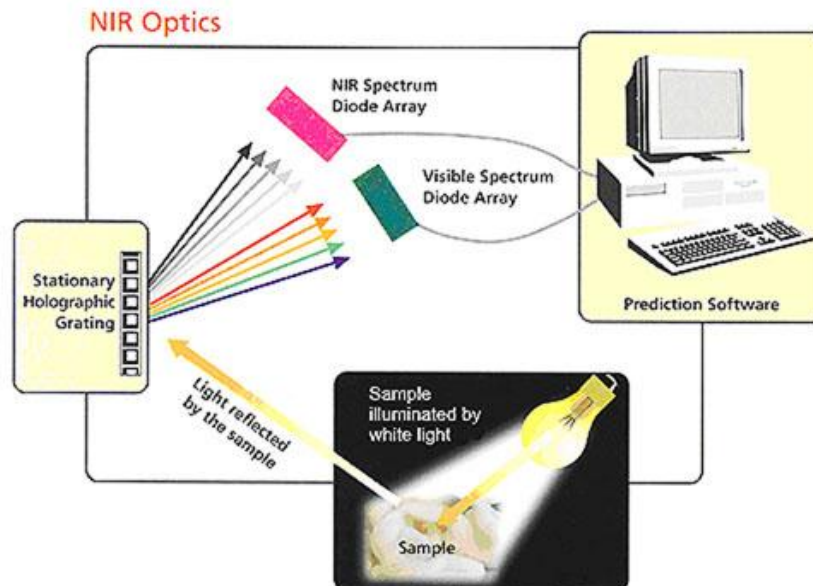 NIR Optics
NIR Spectrum
Diode Array
Visible Spectrum
Diode Array
Prediction Software
Stationary
Holographic
Grating
Light reflected
by the sample
Sample
illuminated by
white light
Sample